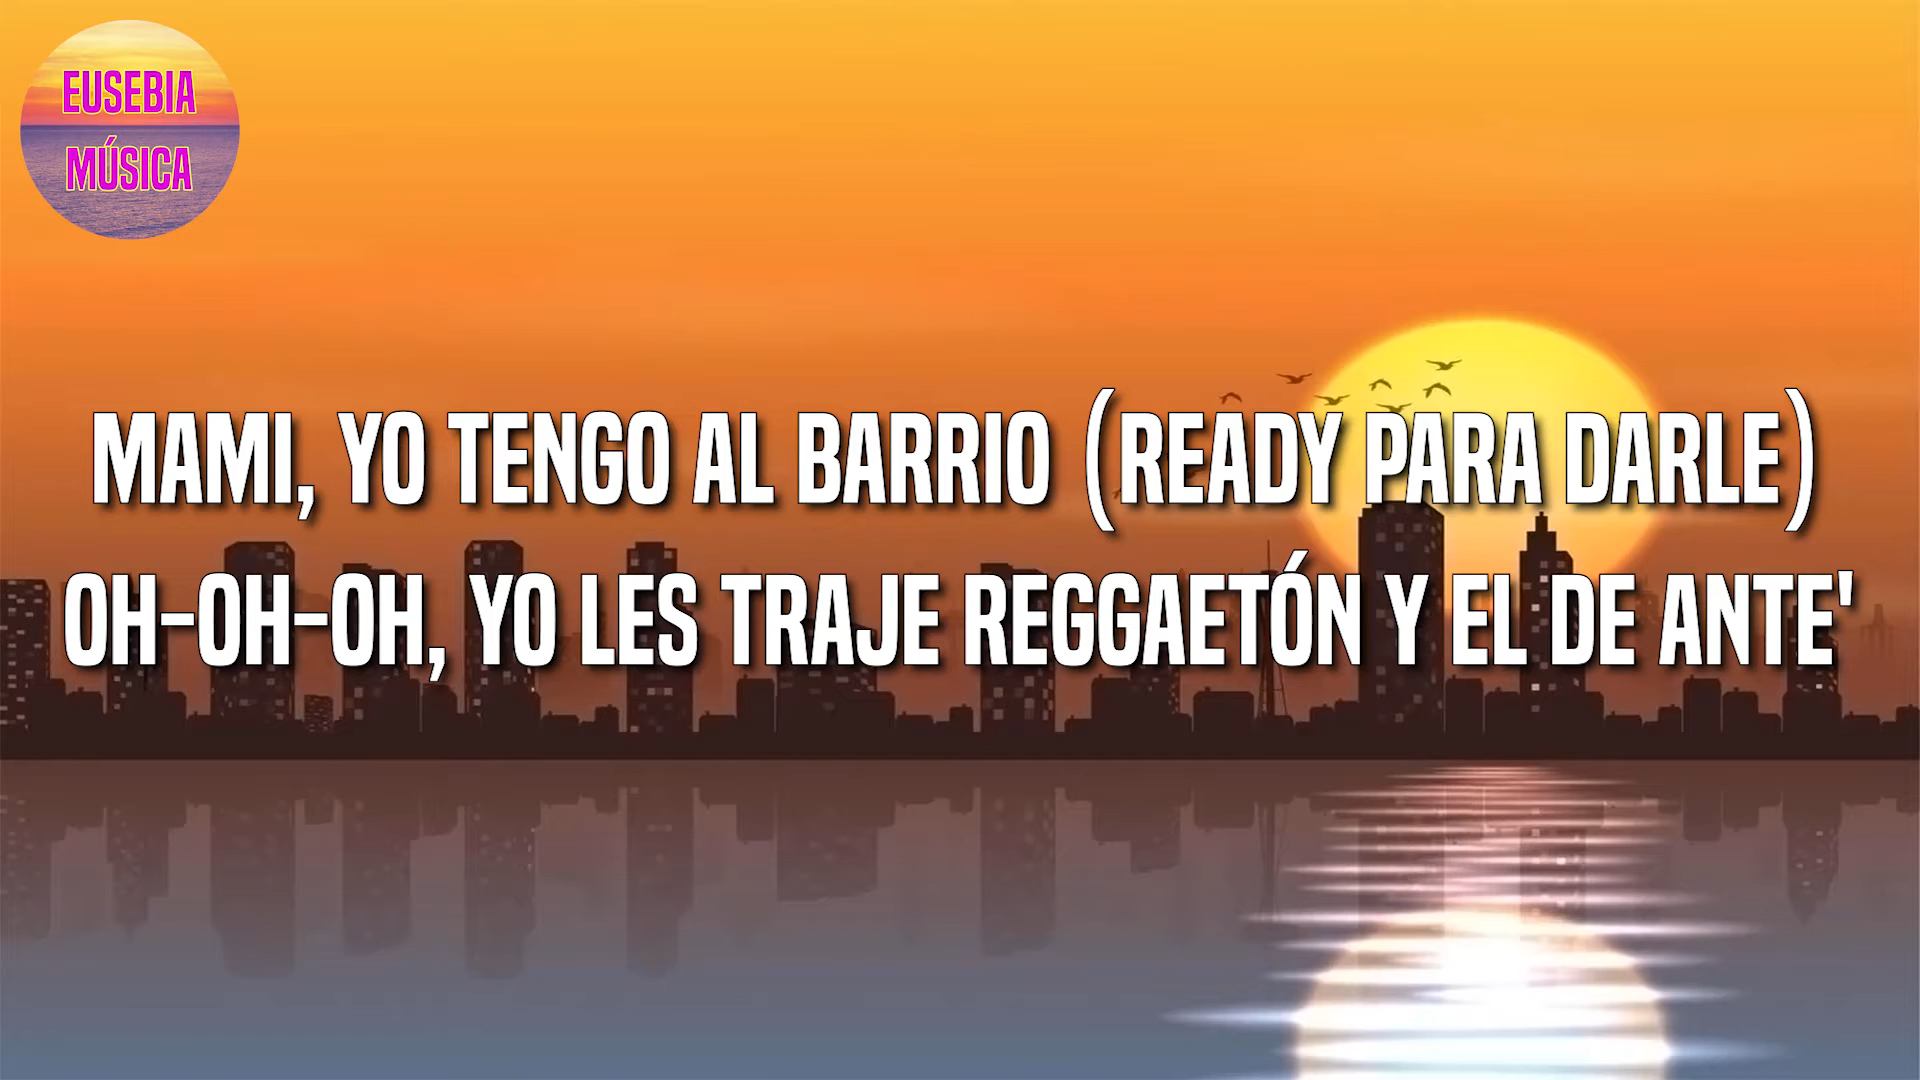 EUSEBIA
MÚSICA
MAMI, YO TENGO AL BARRIO (READY PARA DARLE)
OH-OH-OH, YO LES TRAJE REGGAETÓN Y EL DE ANTE'